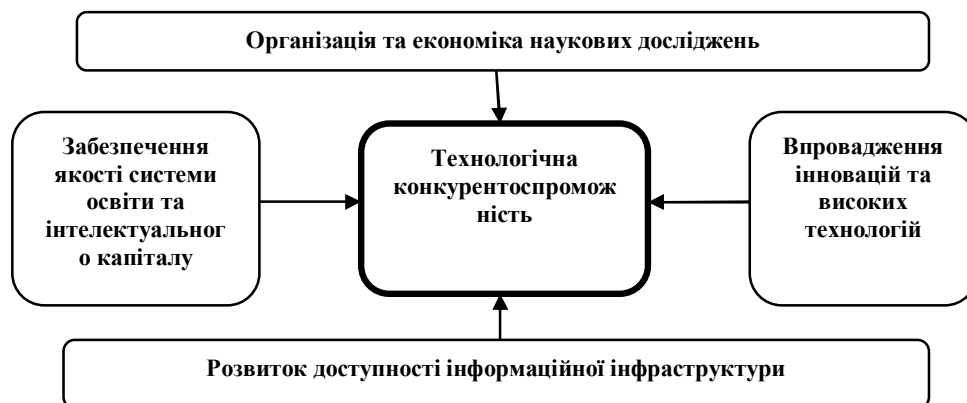 Організація та економіка наукових досліджень
Забезпечення
якості системи
освіти та
інтелектуальног
о капіталу
Технологічна
конкурентоспромож
ність
Впровадження
інновацій та
високих
технологій
Розвиток доступності інформаційної інфраструктури